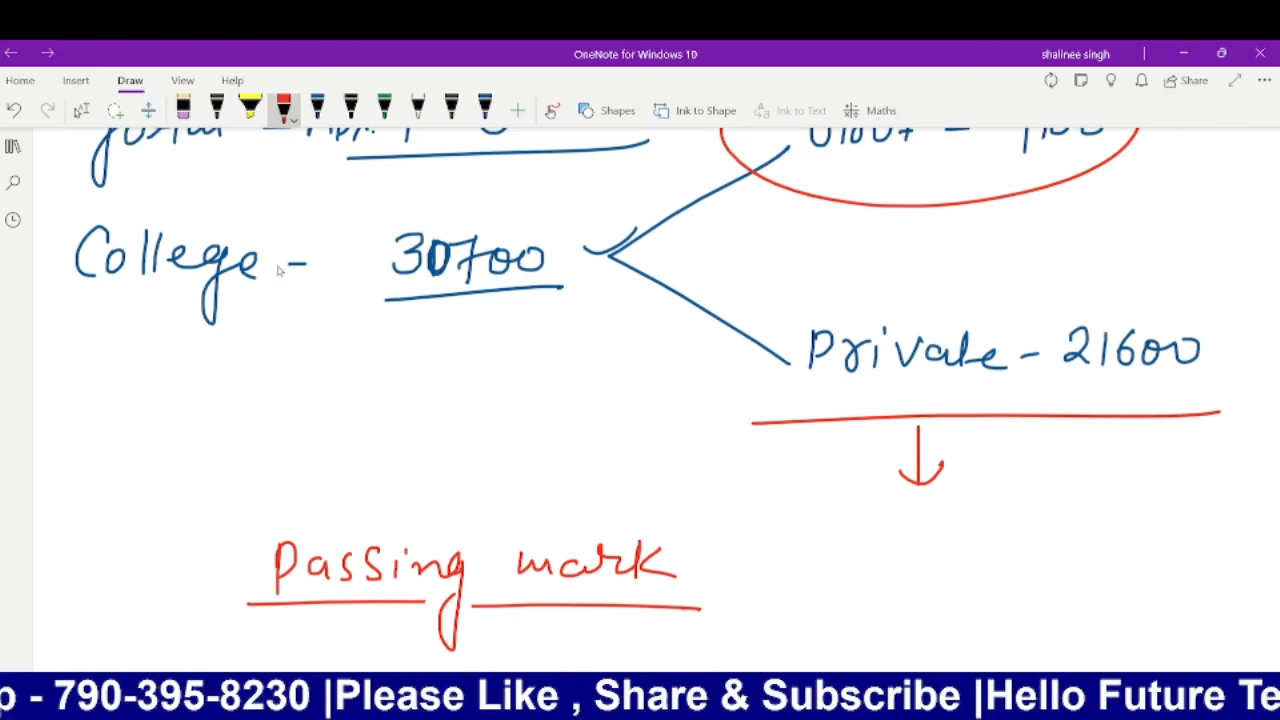 OneNote for Windows 10
shalinee singh
Home Insert Draw View Help
Share
Shapes Ink to Shape Ink to Text Maths
College - 30700
Private - 21600
Passing mark
p - 790-395-8230 |Please Like , Share & Subscribe |Hello Future Te